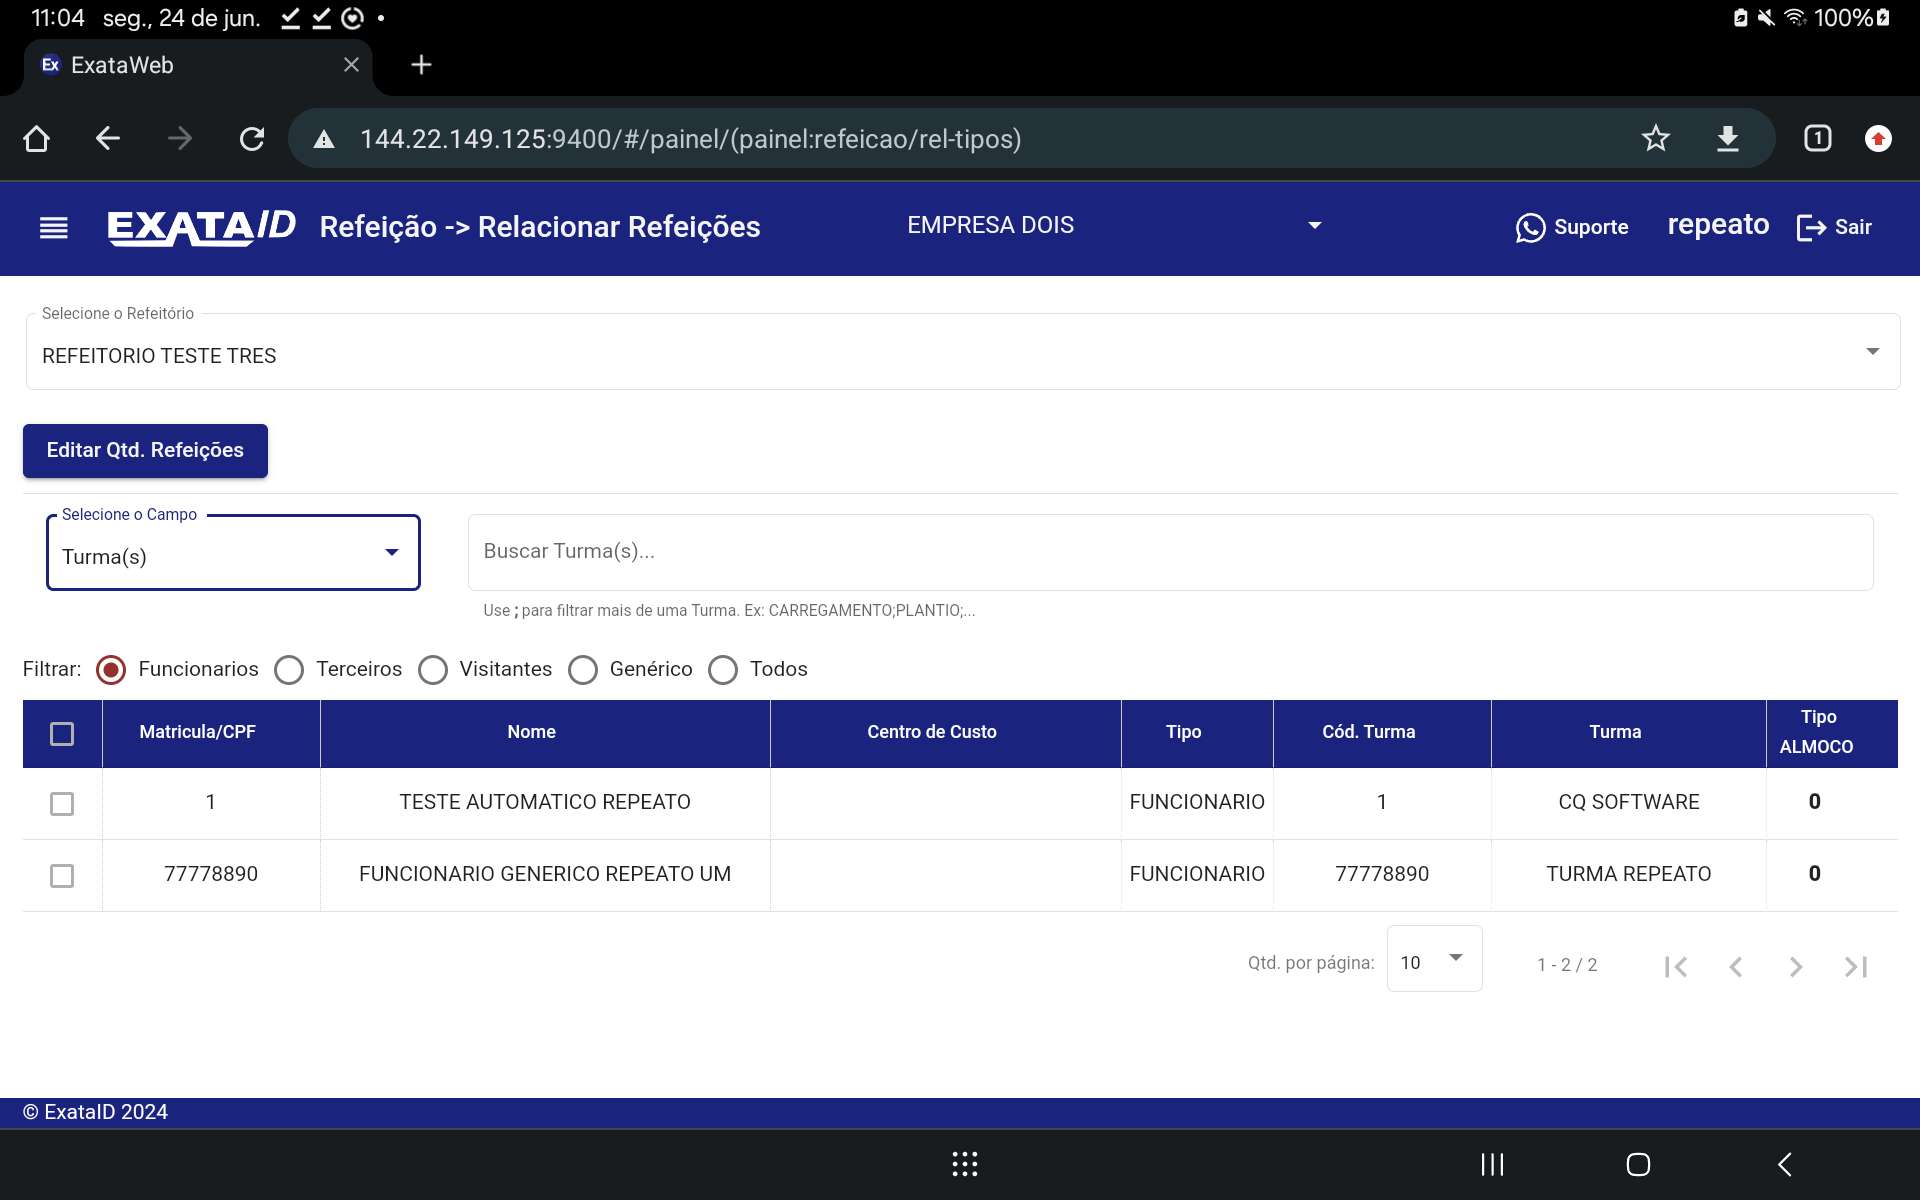 11:04 seg., 24 de jun. 100%
Ex ExataWeb
144.22.149.125:9400/#/painel/(painel:refeicao/rel-tipos) 1
EXATAID Refeição -> Relacionar Refeições EMPRESA DOIS Suporte repeato Sair
Selecione o Refeitório
REFEITORIO TESTE TRES
Editar Qtd. Refeições
Selecione o Campo
Turma(s) Buscar Turma(s)...
Use ; para filtrar mais de uma Turma. Ex: CARREGAMENTO;PLANTIO;...
Filtrar: Funcionarios Terceiros Visitantes Genérico Todos
Matricula/CPF Nome Centro de Custo Tipo Cód. Turma Turma Tipo
ALMOCO
1 TESTE AUTOMATICO REPEATO FUNCIONARIO 1 CQ SOFTWARE 0
77778890 FUNCIONARIO GENERICO REPEATO UM FUNCIONARIO 77778890 TURMA REPEATO 0
Qtd. por página: 10 1 - 2 / 2
© ExataID 2024